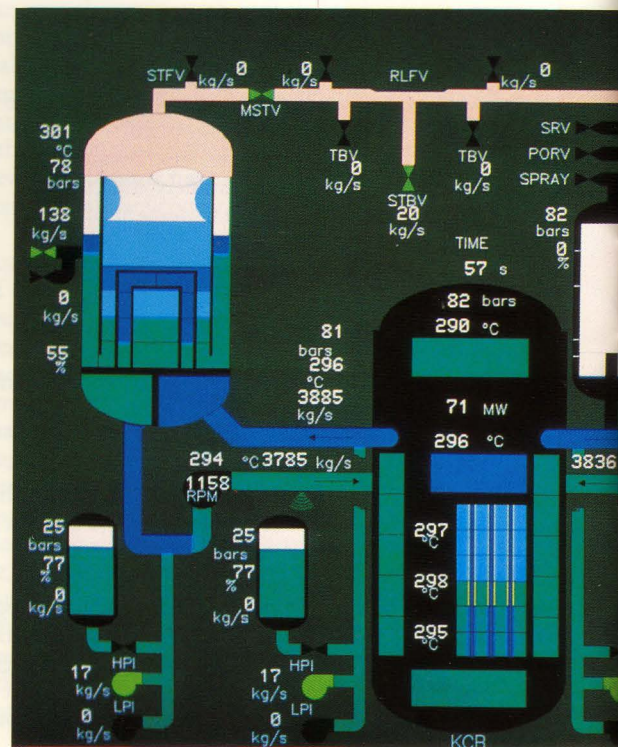 STFV
0
kg/s
MSTV
0
kg/s
RLFV
0
kg/s
301
°C
78
bars
TBV
0
kg/s
TBV
0
kg/s
STBV
20
kg/s
SRV
PORV
SPRAY
138
kg/s
82
bars
0
%
TIME
57 s
0
kg/s
82 bars
290 °C
81
bars
296
°C
3885
kg/s
55
%
71 MW
296 °C
294 °C 3785 kg/s
3836
1158
RPM
25
bars
77
%
0
kg/s
25
bars
77
%
0
kg/s
297
°C
298
°C
295
°C
HPI
17
kg/s
LPI
0
kg/s
HPI
17
kg/s
LPI
0
kg/s
KCB